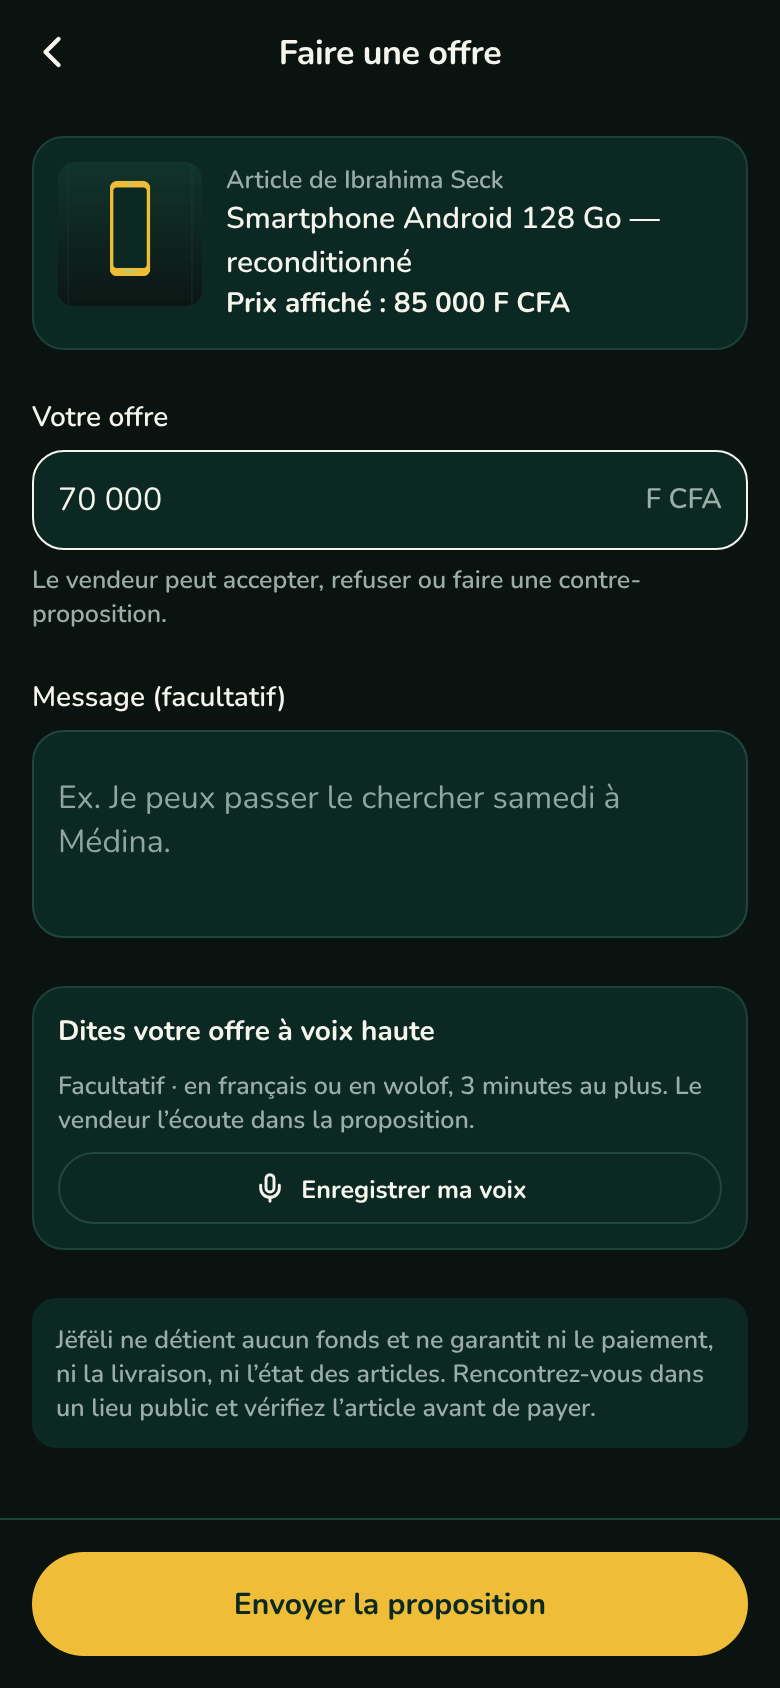 Faire une offre
Article de Ibrahima Seck
Smartphone Android 128 Go —
reconditionné
Prix affiché : 85 000 F CFA
Votre offre
70 000
F CFA
Le vendeur peut accepter, refuser ou faire une contre-
proposition.
Message (facultatif)
Ex. Je peux passer le chercher samedi à
Médina.
Dites votre offre à voix haute
Facultatif · en français ou en wolof, 3 minutes au plus. Le
vendeur l’écoute dans la proposition.
Enregistrer ma voix
Jëfëli ne détient aucun fonds et ne garantit ni le paiement,
ni la livraison, ni l’état des articles. Rencontrez-vous dans
un lieu public et vérifiez l’article avant de payer.
Envoyer la proposition